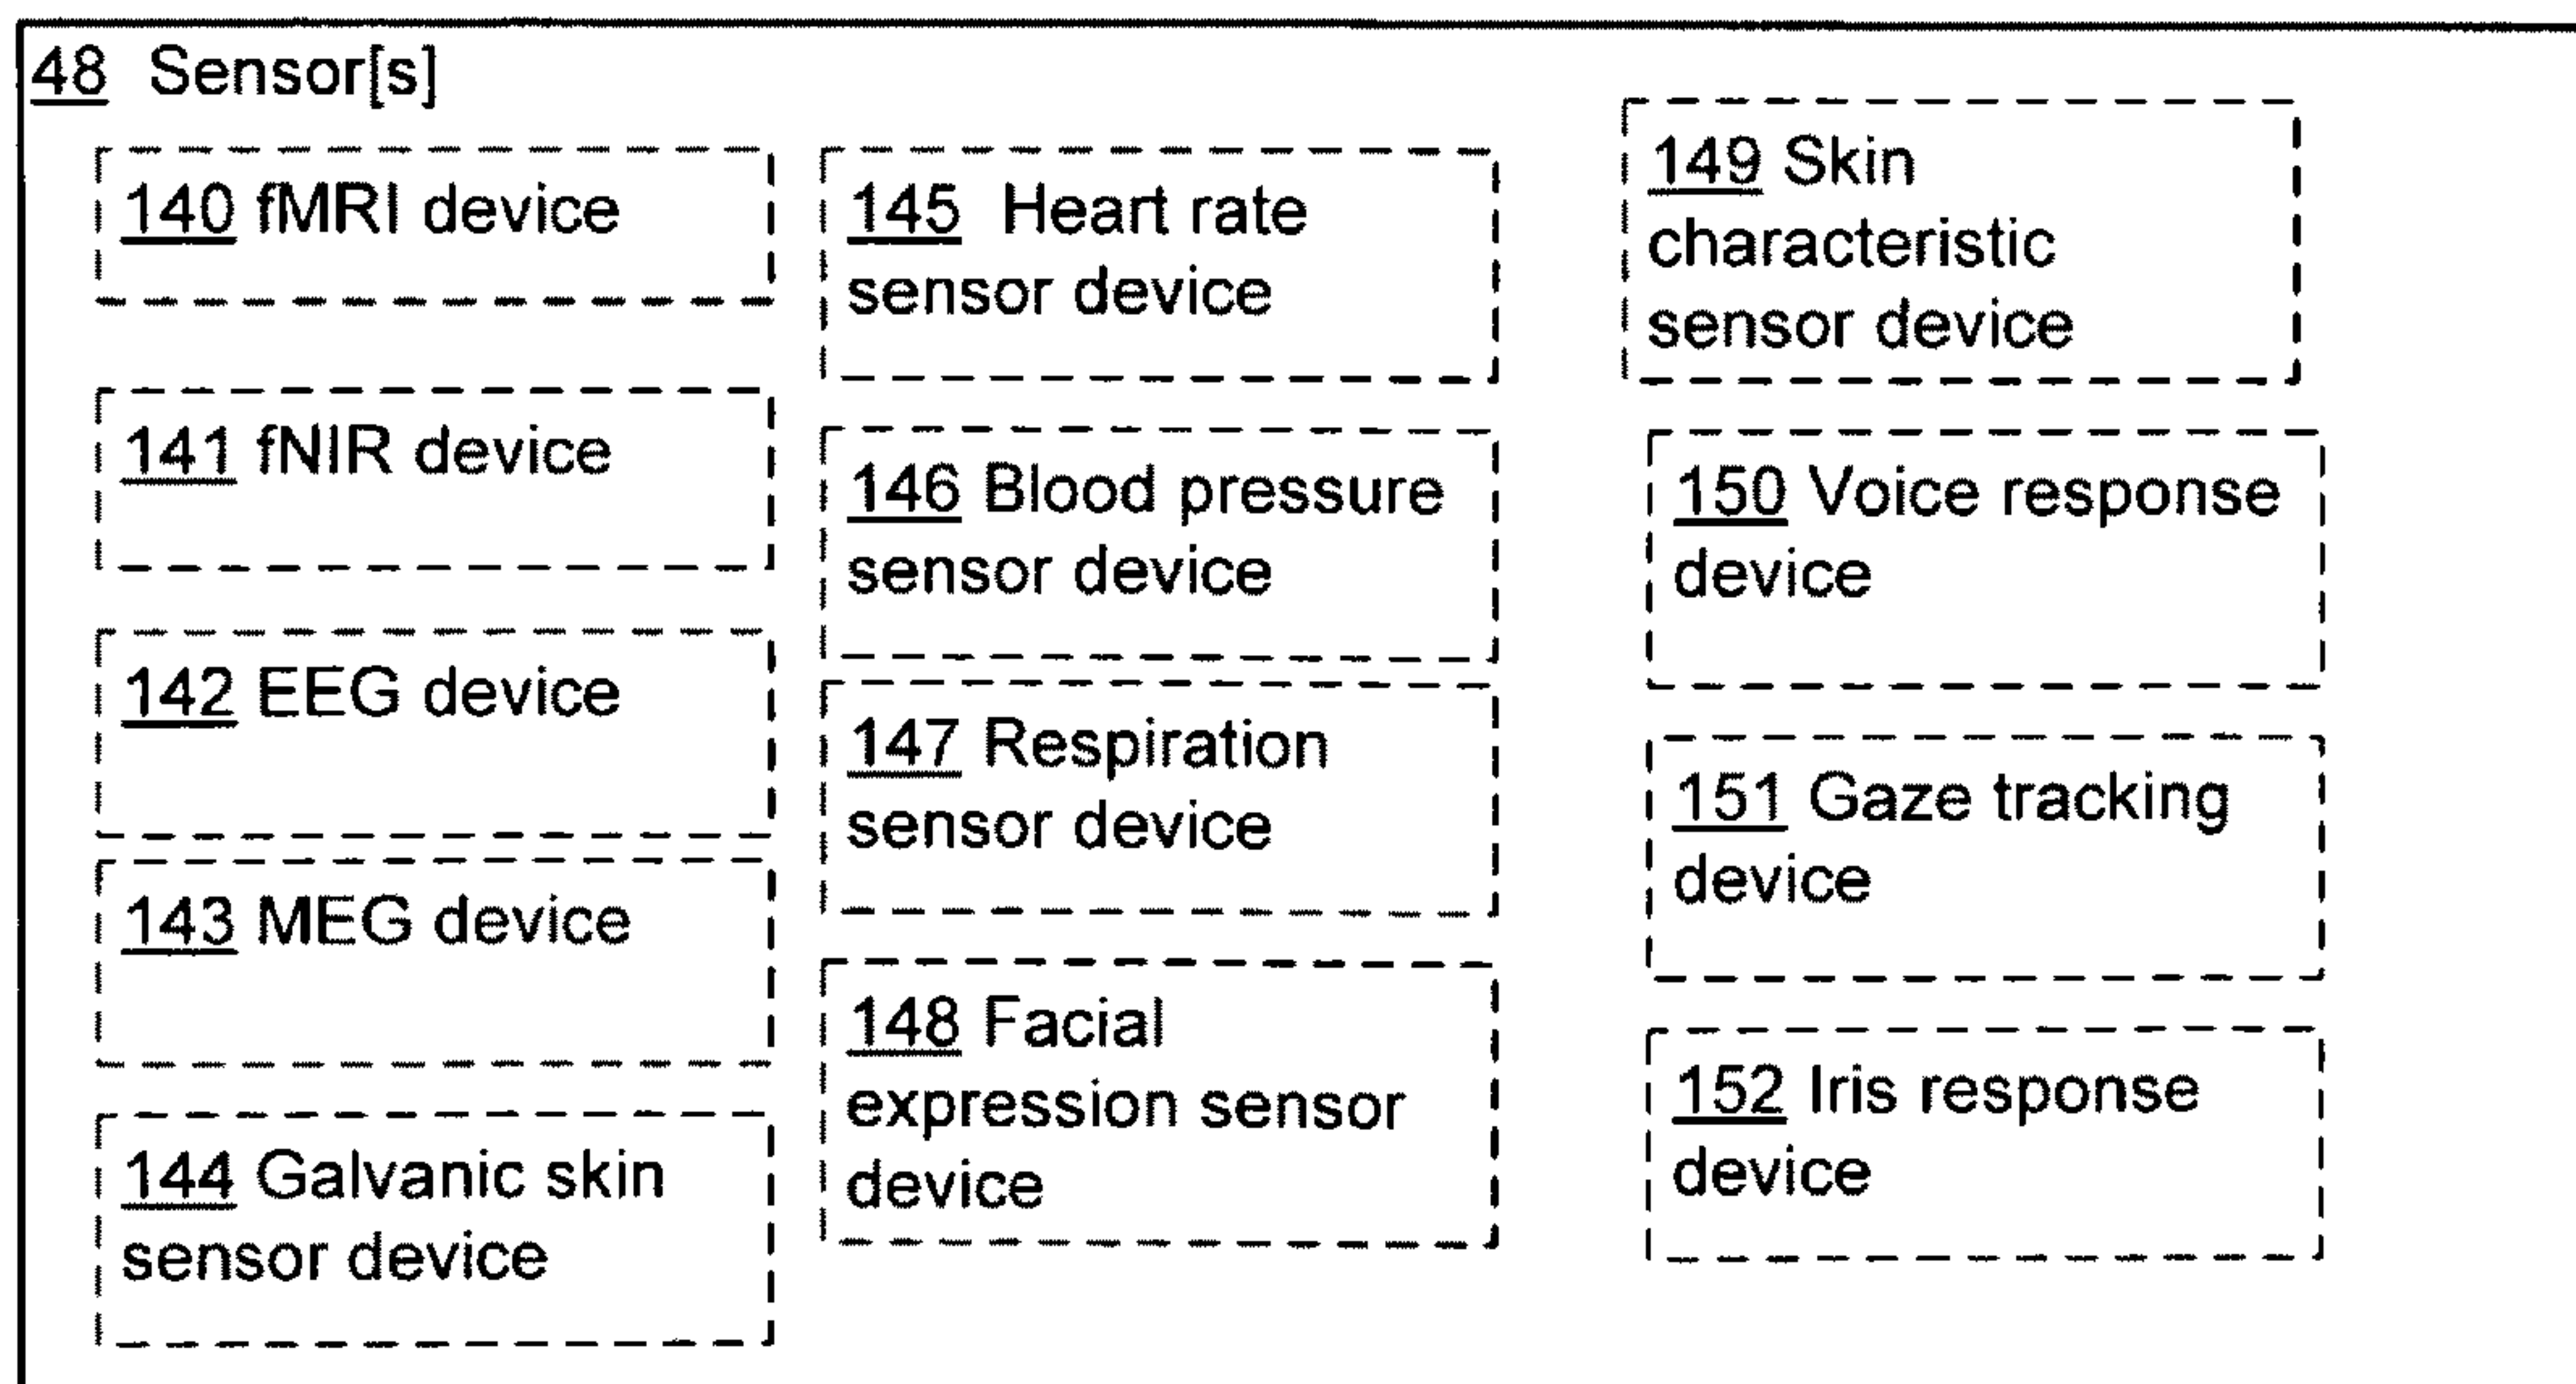 48 Sensor[s]
140 fMRI device
141 fNIR device
142 EEG device
143 MEG device
144 Galvanic skin
sensor device
145 Heart rate
sensor device
146 Blood pressure
sensor device
147 Respiration
sensor device
148 Facial
expression sensor
device
149 Skin
characteristic
sensor device
150 Voice response
device
151 Gaze tracking
device
152 Iris response
device